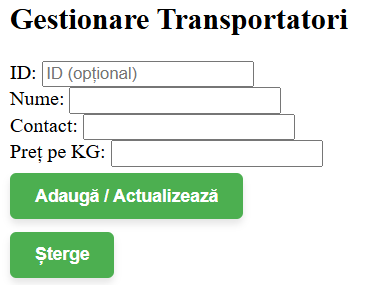 Gestionare Transportatori
ID: ID (opțional)
Nume:
Contact:
Preț pe KG:
Adaugă / Actualizează
Șterge